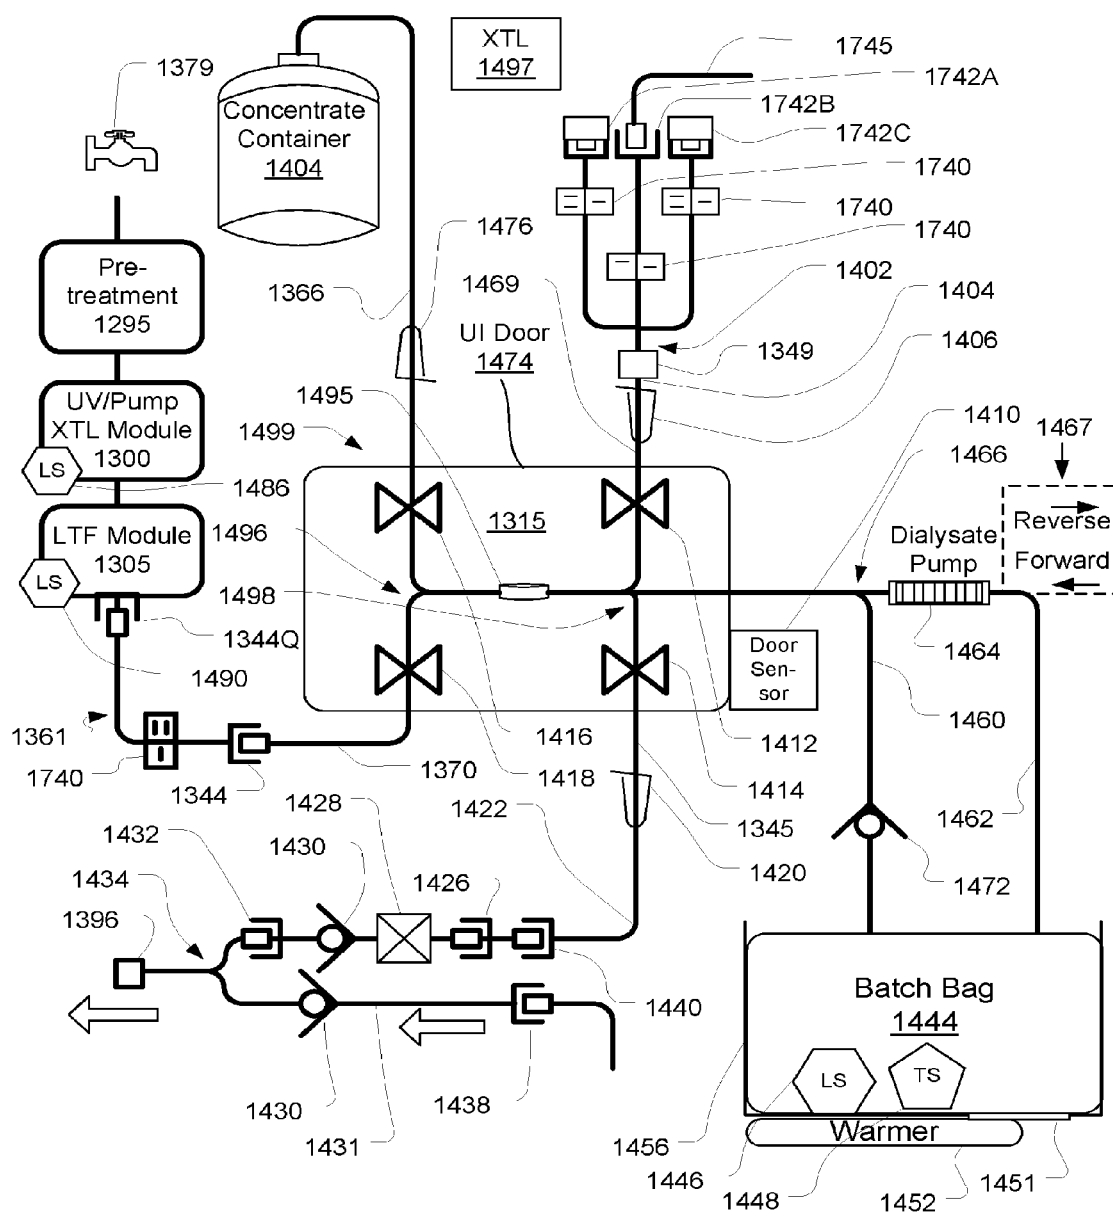 XTL
1497
1745
1379
1742A
1742B
Concentrate
Container
1404
1742C
1740
1476
1740
Pre-
treatment
1295
1740
1366
1469
1402
1404
UI Door
1474
1349
1406
UV/Pump
XTL Module
1300
LS
1495
1499
1410
1467
1466
1486
1496
1315
Reverse
LTF Module
1305
LS
Dialysate
Pump
Forward
1498
1344Q
1490
Door
Sen-
sor
1464
1460
1361
1740
1344
1370
1416
1418
1412
1414
1428
1422
1345
1462
1432
1430
1420
1472
1434
1426
1396
1440
Batch Bag
1444
LS
TS
1430
1438
1431
Warmer
1456
1446
1448
1452
1451